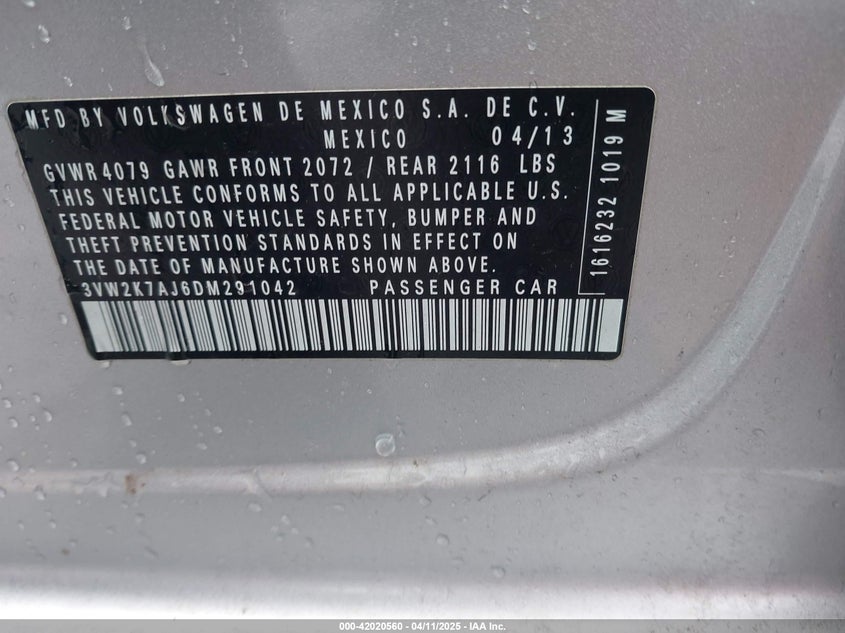 MFD BY VOLKSWAGEN DE MEXICO S.A. DE C.V.
MEXICO 04/13
GVWR 4079 GAWR FRONT 2072 / REAR 2116 LBS
THIS VEHICLE CONFORMS TO ALL APPLICABLE U.S.
FEDERAL MOTOR VEHICLE SAFETY, BUMPER AND
THEFT PREVENTION STANDARDS IN EFFECT ON
THE DATE OF MANUFACTURE SHOWN ABOVE.
3VW2K7AJ6DM291042 PASSENGER CAR
1616232 1019 M
000-42020560 - 04/11/2025 - IAA Inc.